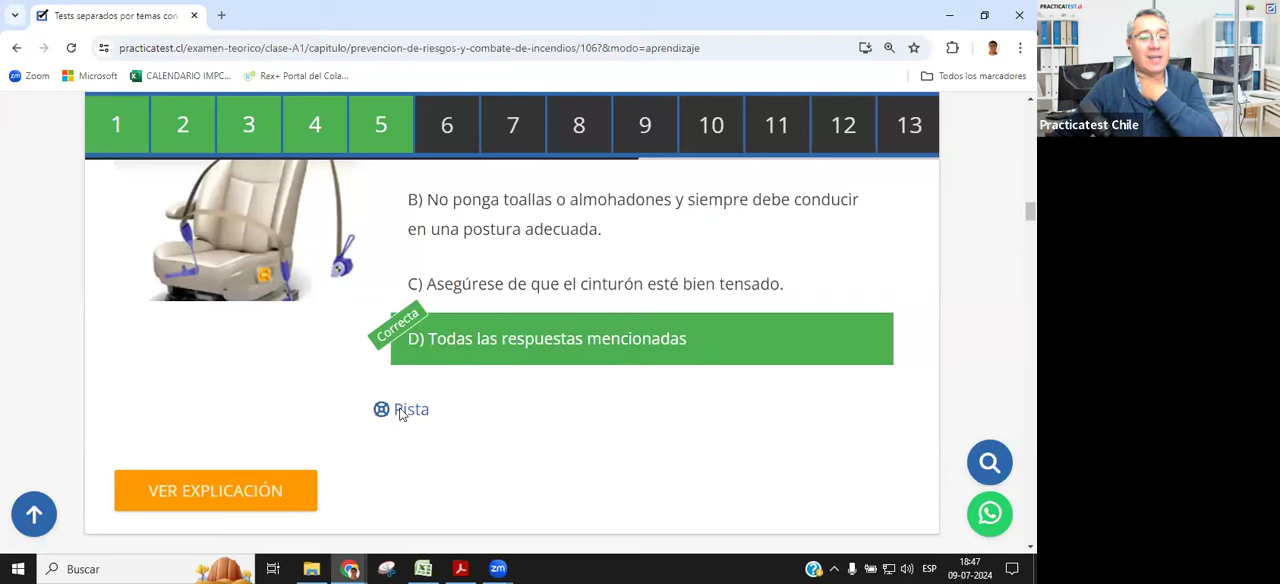 Tests separados por temas con
practicatest.cl/examen-teorico/clase-A1/capitulo/prevencion-de-riesgos-y-combate-de-incendios/106?&modo=aprendizaje
Zoom
Microsoft
CALENDARIO IMPC...
Rex+ Portal del Cola...
Todos los marcadores
PRACTICATEST.cl
Practicatest Chile
1 2 3 4 5 6 7 8 9 10 11 12 13
B) No ponga toallas o almohadones y siempre debe conducir
en una postura adecuada.
C) Asegúrese de que el cinturón esté bien tensado.
Correcta
D) Todas las respuestas mencionadas
Pista
VER EXPLICACIÓN
Buscar
ESP
18:47
09-07-2024